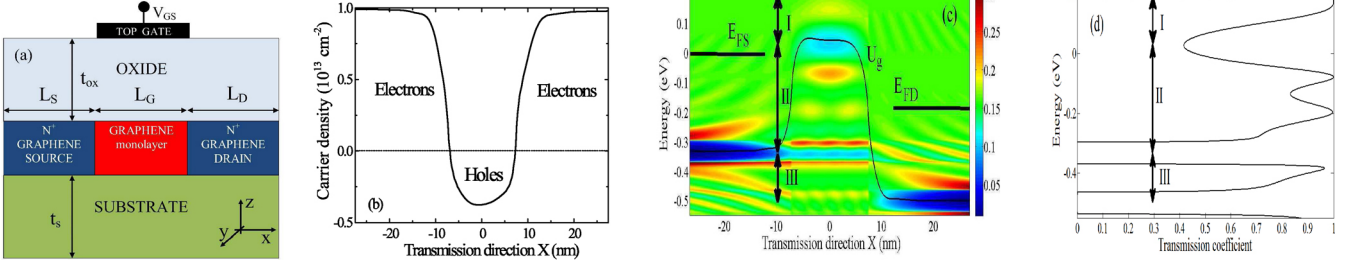 V_GS
TOP GATE
(a)
t_ox
OXIDE
L_S
L_G
L_D
N+
GRAPHENE
SOURCE
GRAPHENE
monolayer
N+
GRAPHENE
DRAIN
t_s
SUBSTRATE
z
y
x
Carrier density (10^13 cm^-2)
1.0
0.5
0.0
0.5
Electrons
Electrons
Holes
(b)
-20
-10
0
10
20
Transmission direction X (nm)
Energy (eV)
0.1
0
-0.1
-0.2
-0.3
-0.4
-0.5
E_FS
I
II
III
(c)
U_g
E_FD
-20
-10
0
10
20
Transmission direction X (nm)
0.3
0.25
0.2
0.15
0.1
0.05
Energy (eV)
0
-0.2
-0.4
(d)
I
II
III
0
0.1
0.2
0.3
0.4
0.5
0.6
0.7
0.8
0.9
1
Transmission coefficient